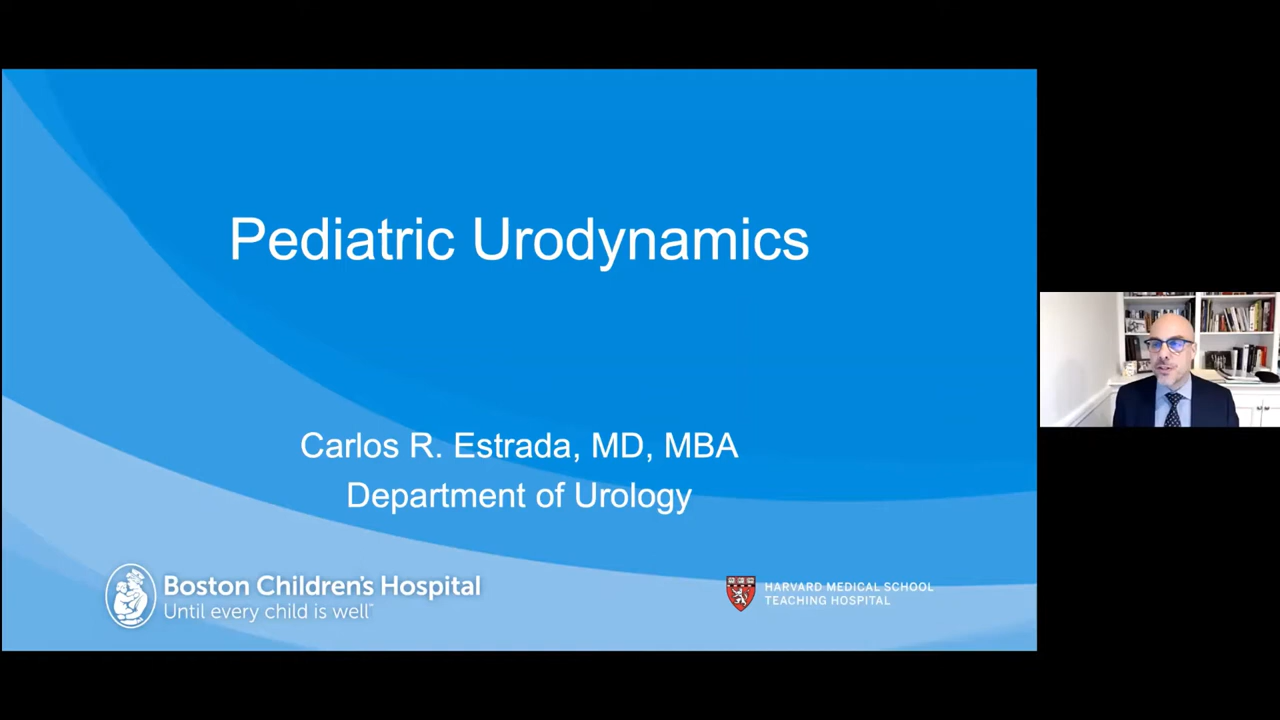 Pediatric Urodynamics
Carlos R. Estrada, MD, MBA
Department of Urology
Boston Children's Hospital
Until every child is well™
HARVARD MEDICAL SCHOOL
TEACHING HOSPITAL